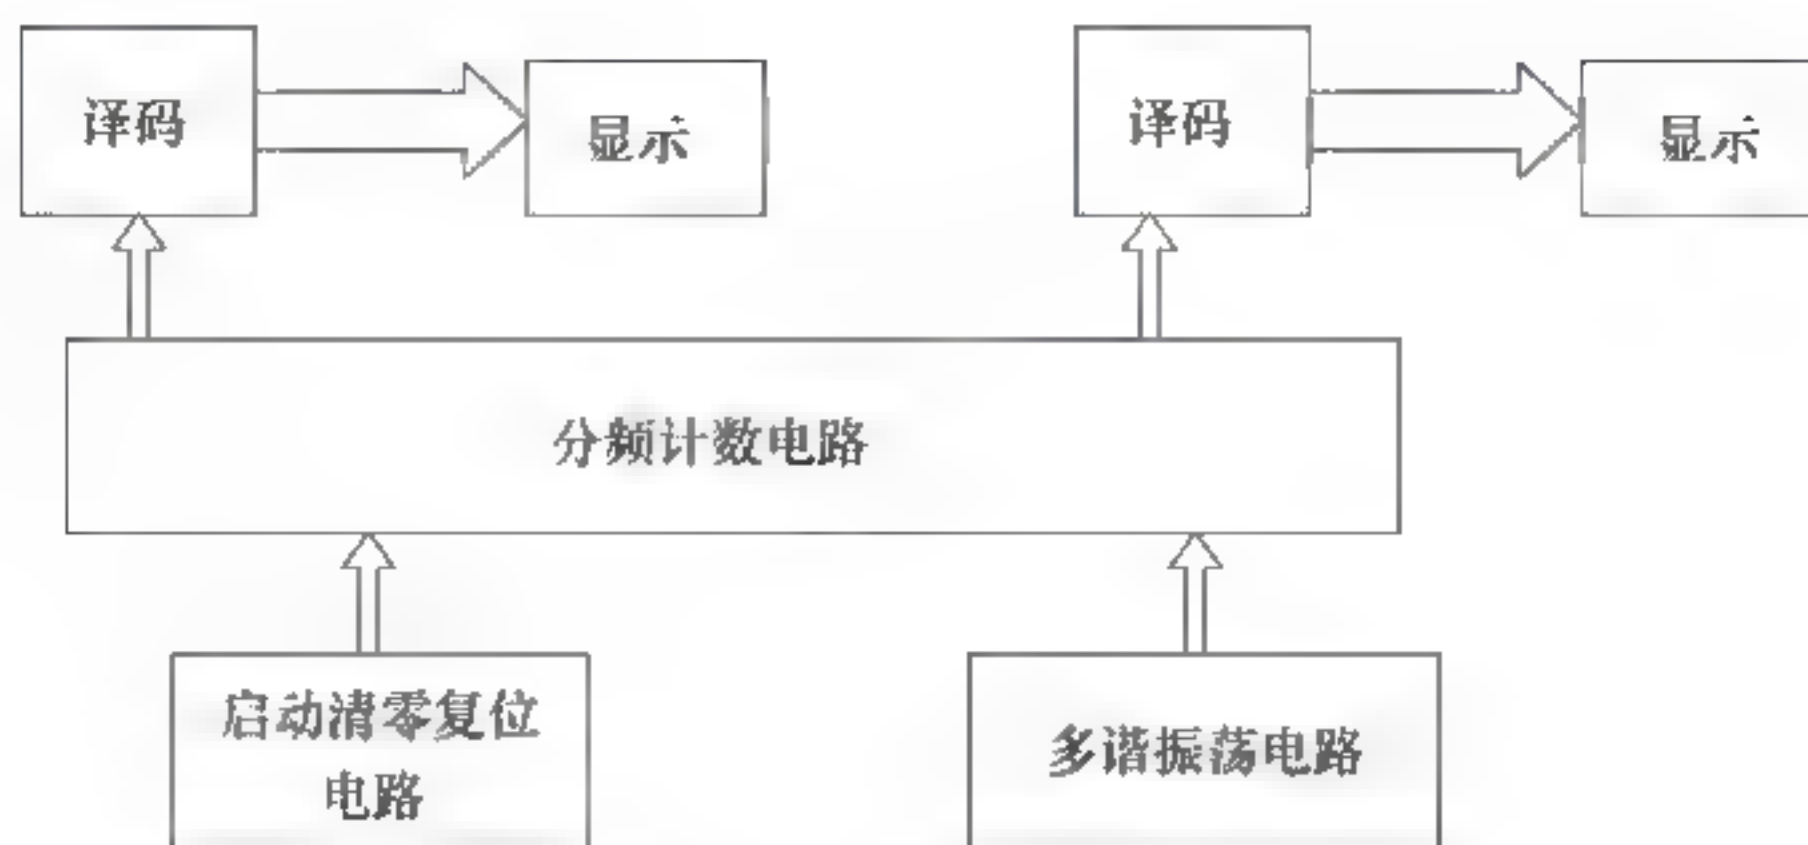 译码
显示
译码
显示
分频计数电路
启动清零复位
电路
多谐振荡电路